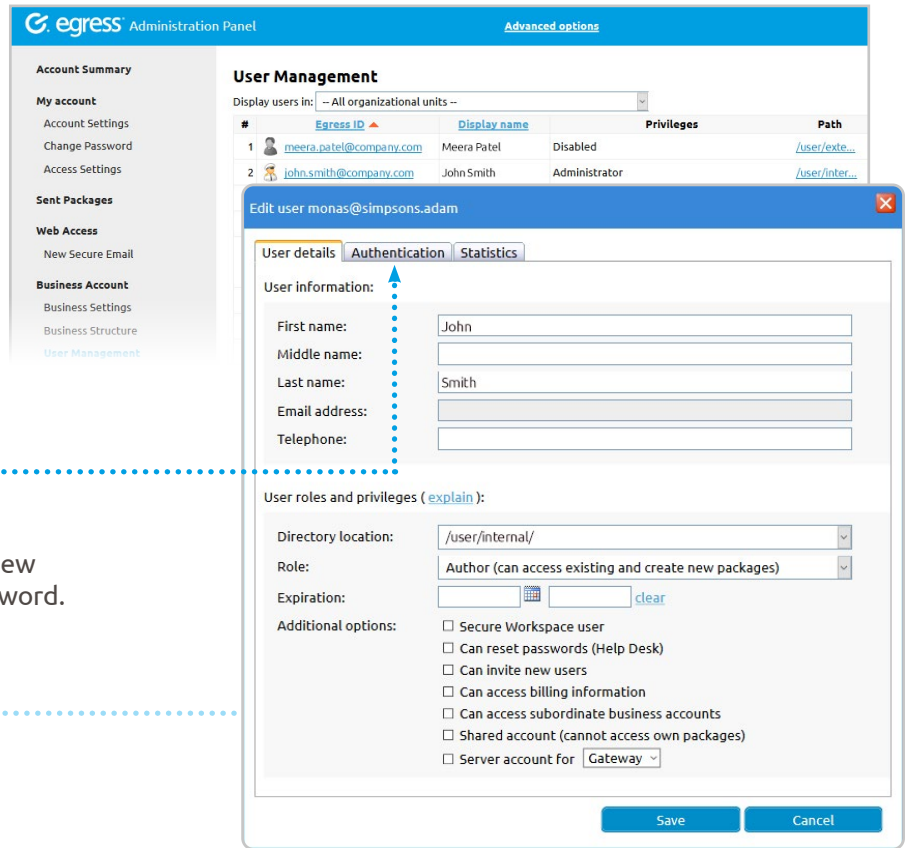 egress Administration Panel
Advanced options
Account Summary
My account
Account Settings
Change Password
Access Settings
Sent Packages
Web Access
New Secure Email
Business Account
Business Settings
Business Structure
User Management
User Management
Display users in: -- All organizational units --
# Egress ID Display name Privileges Path
1 meera.patel@company.com Meera Patel Disabled /user/exte...
2 john.smith@company.com John Smith Administrator /user/inter...
Edit user monas@simpsons.adam
User details Authentication Statistics
User information:
First name: John
Middle name:
Last name: Smith
Email address:
Telephone:
User roles and privileges ( explain ):
Directory location: /user/internal/
Role: Author (can access existing and create new packages)
Expiration: clear
Additional options: Secure Workspace user
Can reset passwords (Help Desk)
Can invite new users
Can access billing information
Can access subordinate business accounts
Shared account (cannot access own packages)
Server account for Gateway
Save Cancel
ew
word.